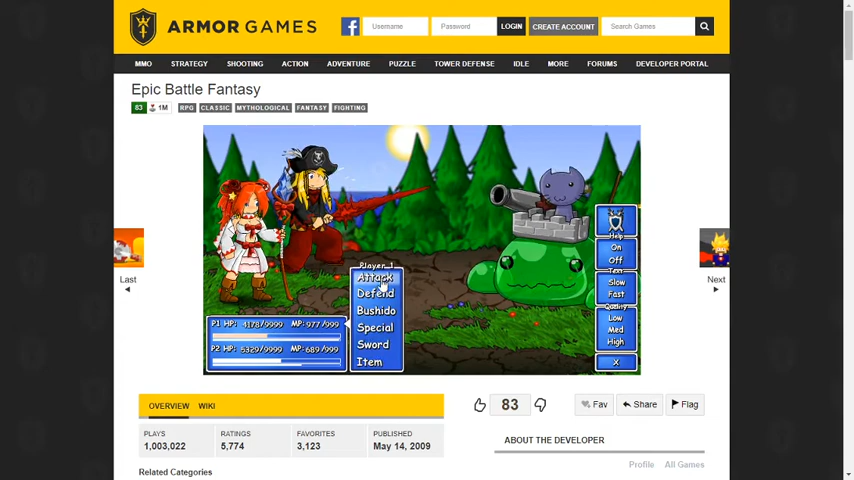 ARMOR GAMES
Username
Password
LOGIN
CREATE ACCOUNT
Search Games
MMO STRATEGY SHOOTING ACTION ADVENTURE PUZZLE TOWER DEFENSE IDLE MORE FORUMS DEVELOPER PORTAL
Epic Battle Fantasy
83 1M RPG CLASSIC MYTHOLOGICAL FANTASY FIGHTING
Last
Next
Player 1
Attack
Defend
Bushido
Special
Sword
Item
P1 HP: 4178/9999 MP: 977/999
P2 HP: 5329/9999 MP: 689/999
Help
On
Off
Text
Slow
Fast
Quality
Low
Med
High
X
OVERVIEW WIKI
83
Fav
Share
Flag
PLAYS RATINGS FAVORITES PUBLISHED
1,003,022 5,774 3,123 May 14, 2009
ABOUT THE DEVELOPER
Profile All Games
Related Categories